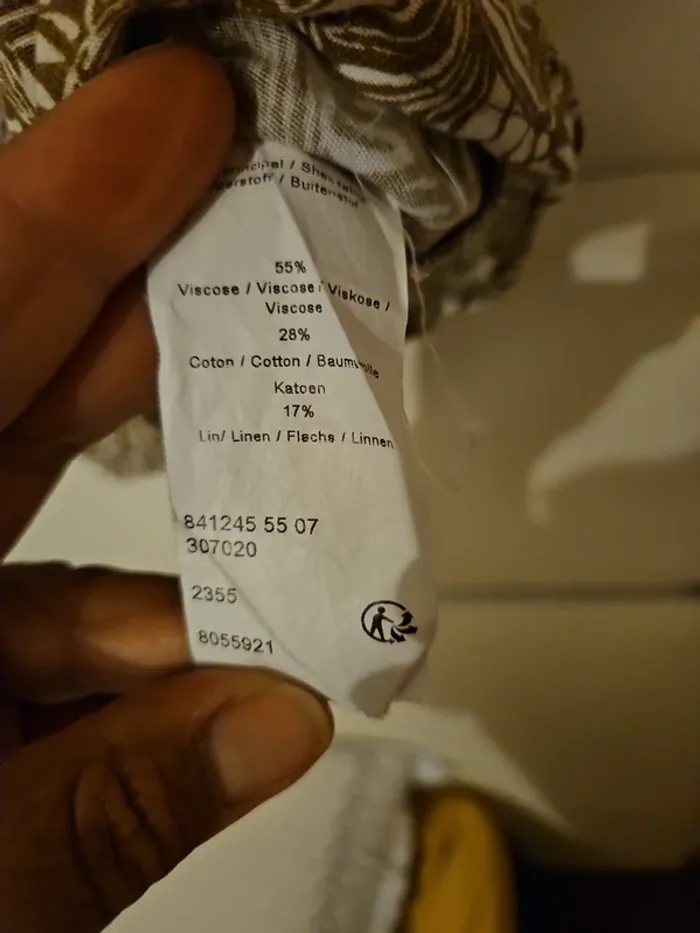 /
/ Buitenstof
55%
Viscose / Viscose / Viskose /
Viscose
28%
Coton / Cotton / Baumwolle
Katoen
17%
Lin/ Linen / Flachs / Linnen
841245 55 07
307020
2355
8055921